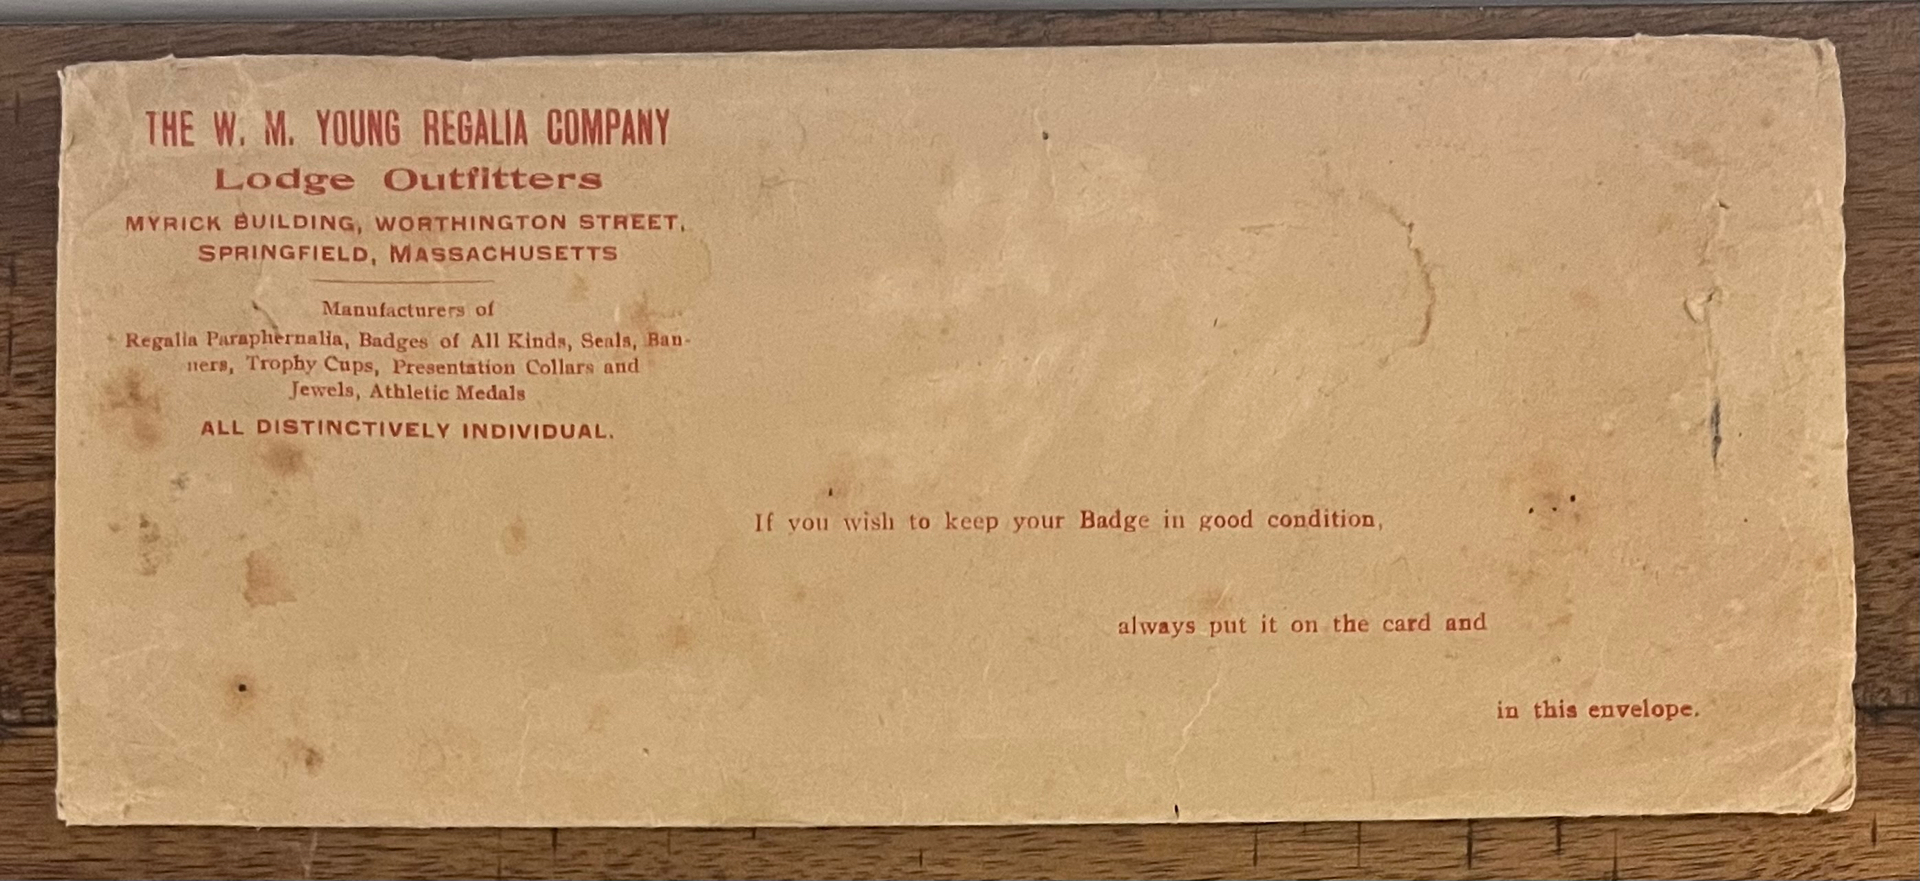 THE W. M. YOUNG REGALIA COMPANY
Lodge Outfitters
MYRICK BUILDING, WORTHINGTON STREET,
SPRINGFIELD, MASSACHUSETTS
Manufacturers of
Regalia Paraphernalia, Badges of All Kinds, Seals, Ban-
ners, Trophy Cups, Presentation Collars and
Jewels, Athletic Medals
ALL DISTINCTIVELY INDIVIDUAL.
If you wish to keep your Badge in good condition,
always put it on the card and
in this envelope.